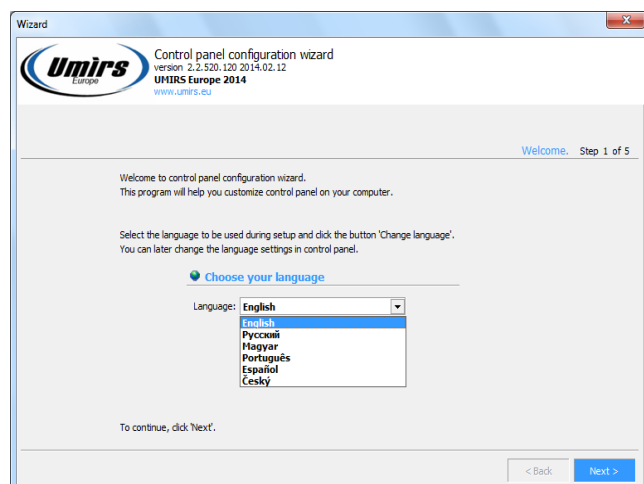 Wizard
Umirs
Europe
Control panel configuration wizard
version 2.2.520.120 2014.02.12
UMIRS Europe 2014
www.umirs.eu
Welcome. Step 1 of 5
Welcome to control panel configuration wizard.
This program will help you customize control panel on your computer.
Select the language to be used during setup and click the button 'Change language'.
You can later change the language settings in control panel.
Choose your language
Language: English
English
Русский
Magyar
Português
Español
Český
To continue, click 'Next'.
< Back Next >